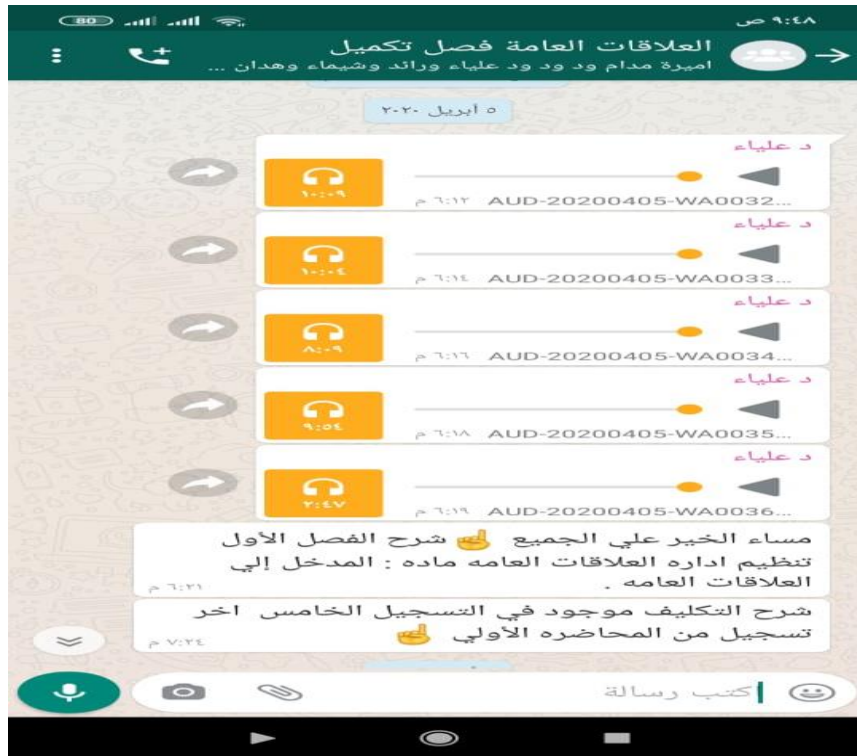 ٩:٤٨ ص
80
العلاقات العامة فصل تكميل
اميرة مدام ود ود ود علياء ورائد وشيماء وهدان ...
٥ أبريل ٢٠٢٠
د علياء
١٠:٠٩
AUD-20200405-WA0032...
٦:١٢ م
د علياء
١٠:٠٤
AUD-20200405-WA0033...
٦:١٤ م
د علياء
٨:٠٩
AUD-20200405-WA0034...
٦:١٦ م
د علياء
٩:٥٤
AUD-20200405-WA0035...
٦:١٨ م
د علياء
٢:٤٧
AUD-20200405-WA0036...
٦:١٩ م
مساء الخير علي الجميع ☝ شرح الفصل الأول
تنظيم اداره العلاقات العامه ماده : المدخل إلي
العلاقات العامه .
٦:٢١ م
شرح التكليف موجود في التسجيل الخامس اخر
تسجيل من المحاضره الأولي ☝
٧:٢٤ م
اكتب رسالة